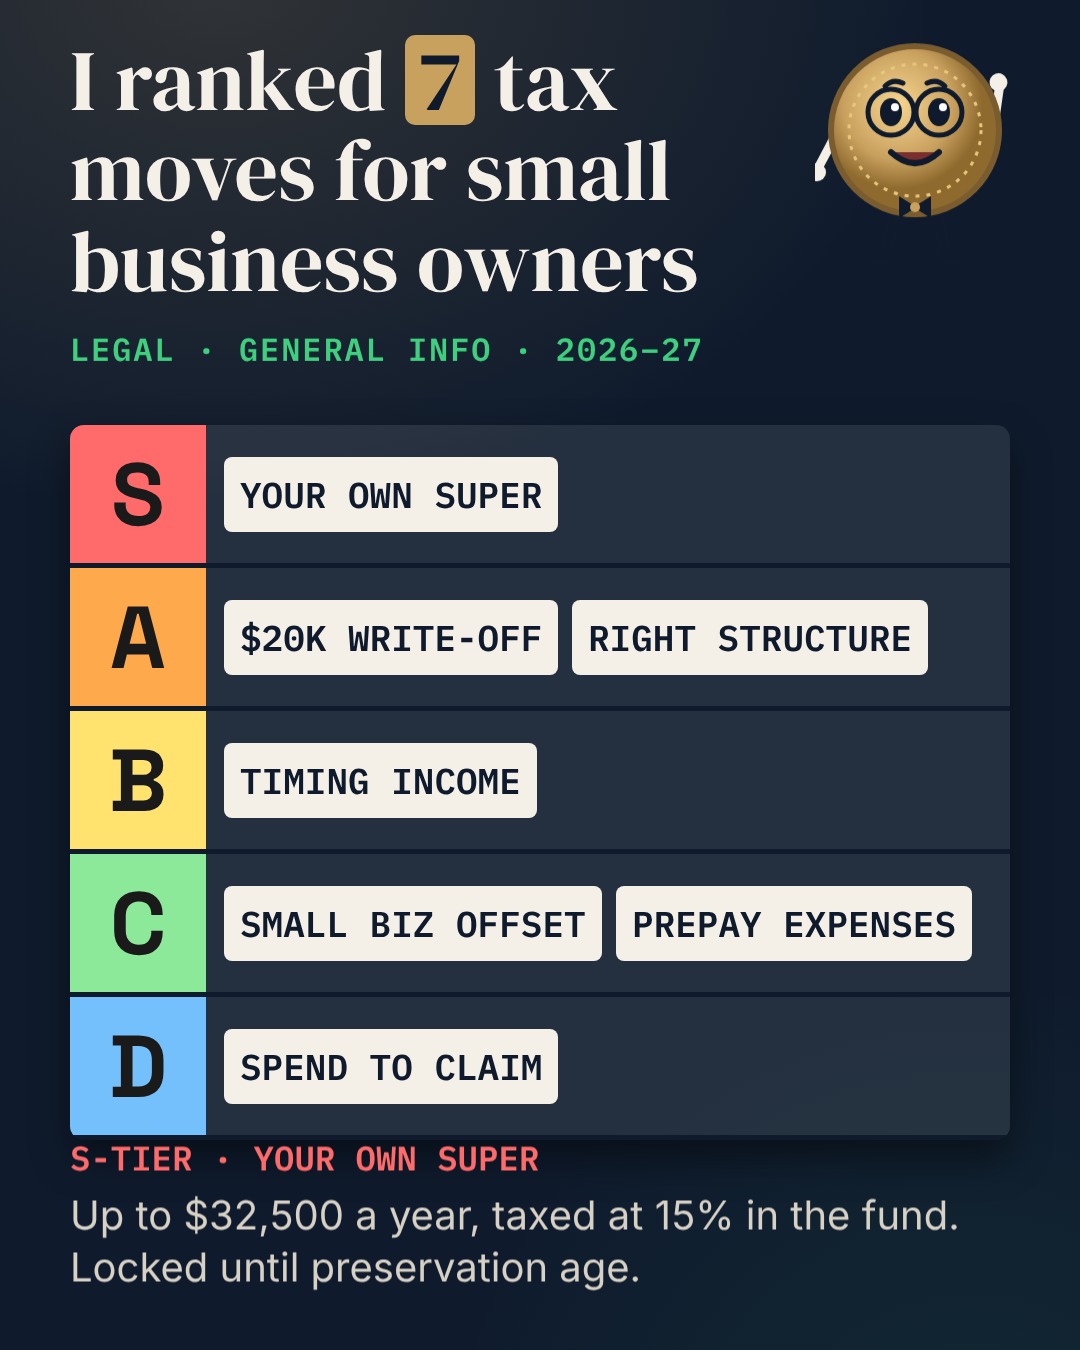 I ranked 7 tax
moves for small
business owners
LEGAL · GENERAL INFO · 2026–27
S
YOUR OWN SUPER
A
$20K WRITE-OFF RIGHT STRUCTURE
B
TIMING INCOME
C
SMALL BIZ OFFSET PREPAY EXPENSES
D
SPEND TO CLAIM
S-TIER · YOUR OWN SUPER
Up to $32,500 a year, taxed at 15% in the fund.
Locked until preservation age.